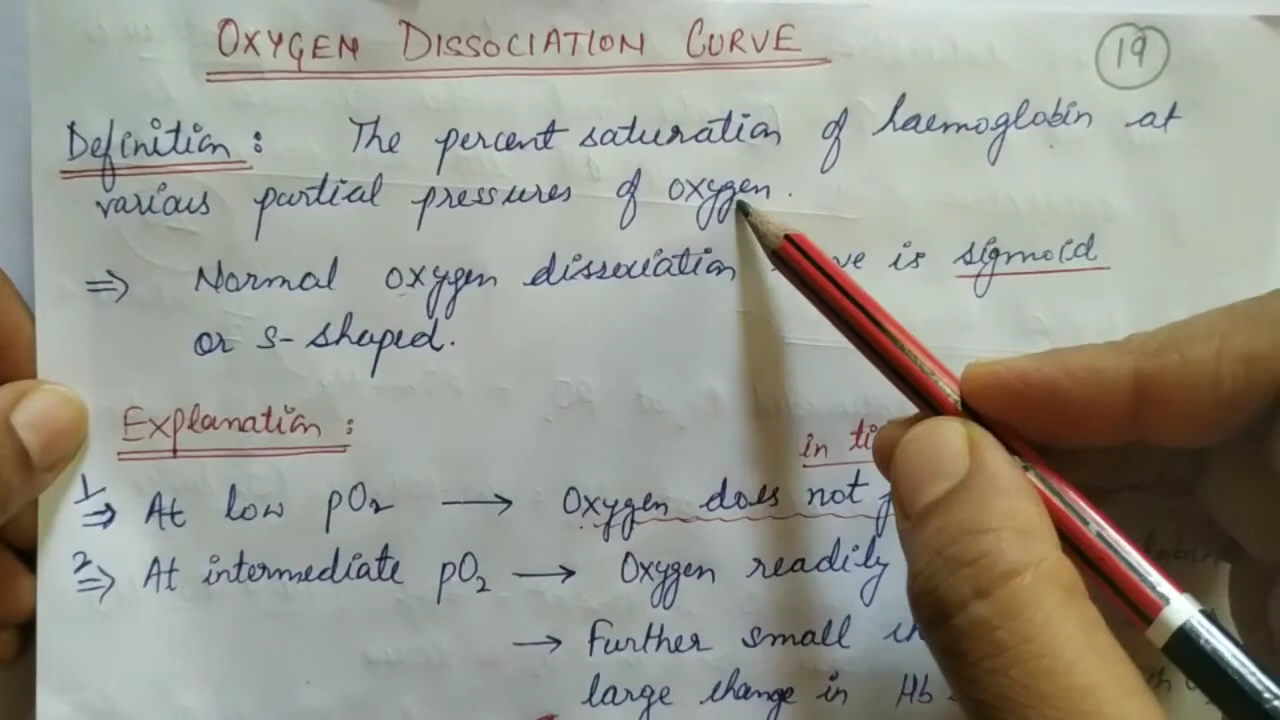 OXYGEN DISSOCIATION CURVE
19
Definition : The percent saturation of haemoglobin at
various partial pressures of oxygen.
⇒ Normal oxygen dissociation ve is sigmoid
or s-shaped.
Explanation :
in ti
1⇒ At low pO2 → Oxygen does not
2⇒ At intermediate pO2 → Oxygen readily
→ Further small
large change in Hb